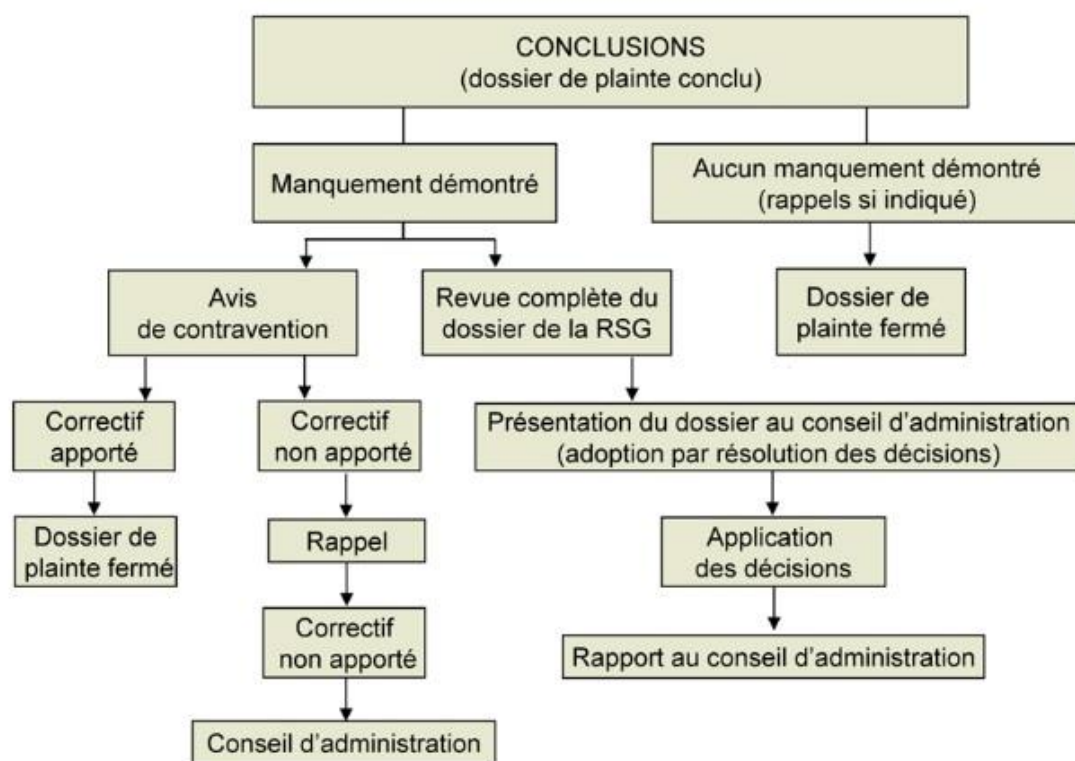 CONCLUSIONS
(dossier de plainte conclu)
Manquement démontré
Aucun manquement démontré
(rappels si indiqué)
Avis
de contravention
Revue complète du
dossier de la RSG
Dossier de
plainte fermé
Correctif
apporté
Correctif
non apporté
Présentation du dossier au conseil d’administration
(adoption par résolution des décisions)
Dossier de
plainte fermé
Rappel
Application
des décisions
Correctif
non apporté
Rapport au conseil d’administration
Conseil d’administration